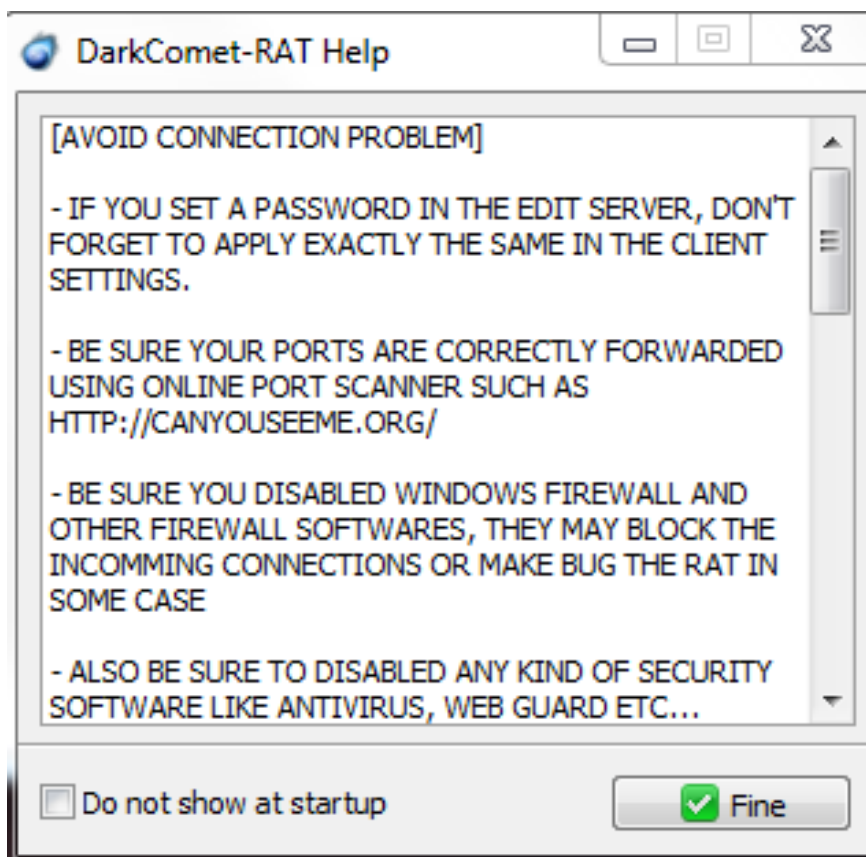 DarkComet-RAT Help
[AVOID CONNECTION PROBLEM]
- IF YOU SET A PASSWORD IN THE EDIT SERVER, DON'T
FORGET TO APPLY EXACTLY THE SAME IN THE CLIENT
SETTINGS.
- BE SURE YOUR PORTS ARE CORRECTLY FORWARDED
USING ONLINE PORT SCANNER SUCH AS
HTTP://CANYOUSEEME.ORG/
- BE SURE YOU DISABLED WINDOWS FIREWALL AND
OTHER FIREWALL SOFTWARES, THEY MAY BLOCK THE
INCOMMING CONNECTIONS OR MAKE BUG THE RAT IN
SOME CASE
- ALSO BE SURE TO DISABLED ANY KIND OF SECURITY
SOFTWARE LIKE ANTIVIRUS, WEB GUARD ETC...
Do not show at startup
Fine